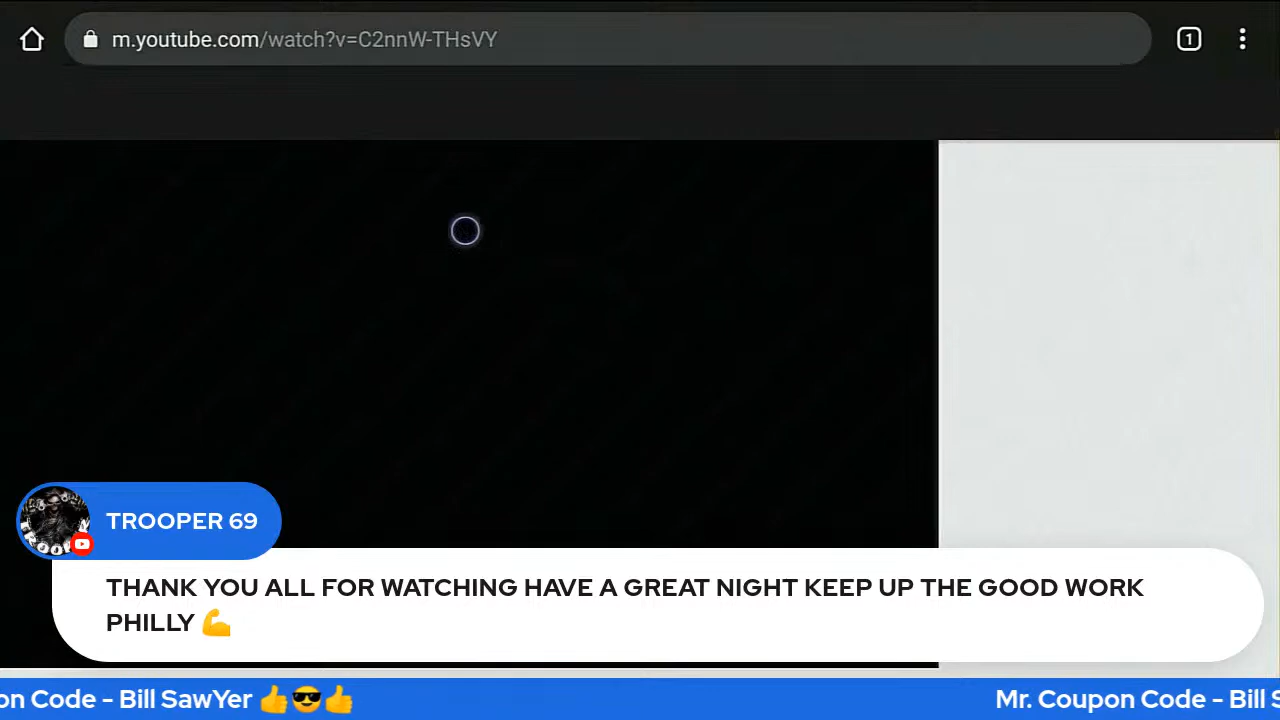 m.youtube.com/watch?v=C2nnW-THsVY
1
TROOPER 69
THANK YOU ALL FOR WATCHING HAVE A GREAT NIGHT KEEP UP THE GOOD WORK
PHILLY 💪
on Code - Bill SawYer 👍😎👍 Mr. Coupon Code - Bill S